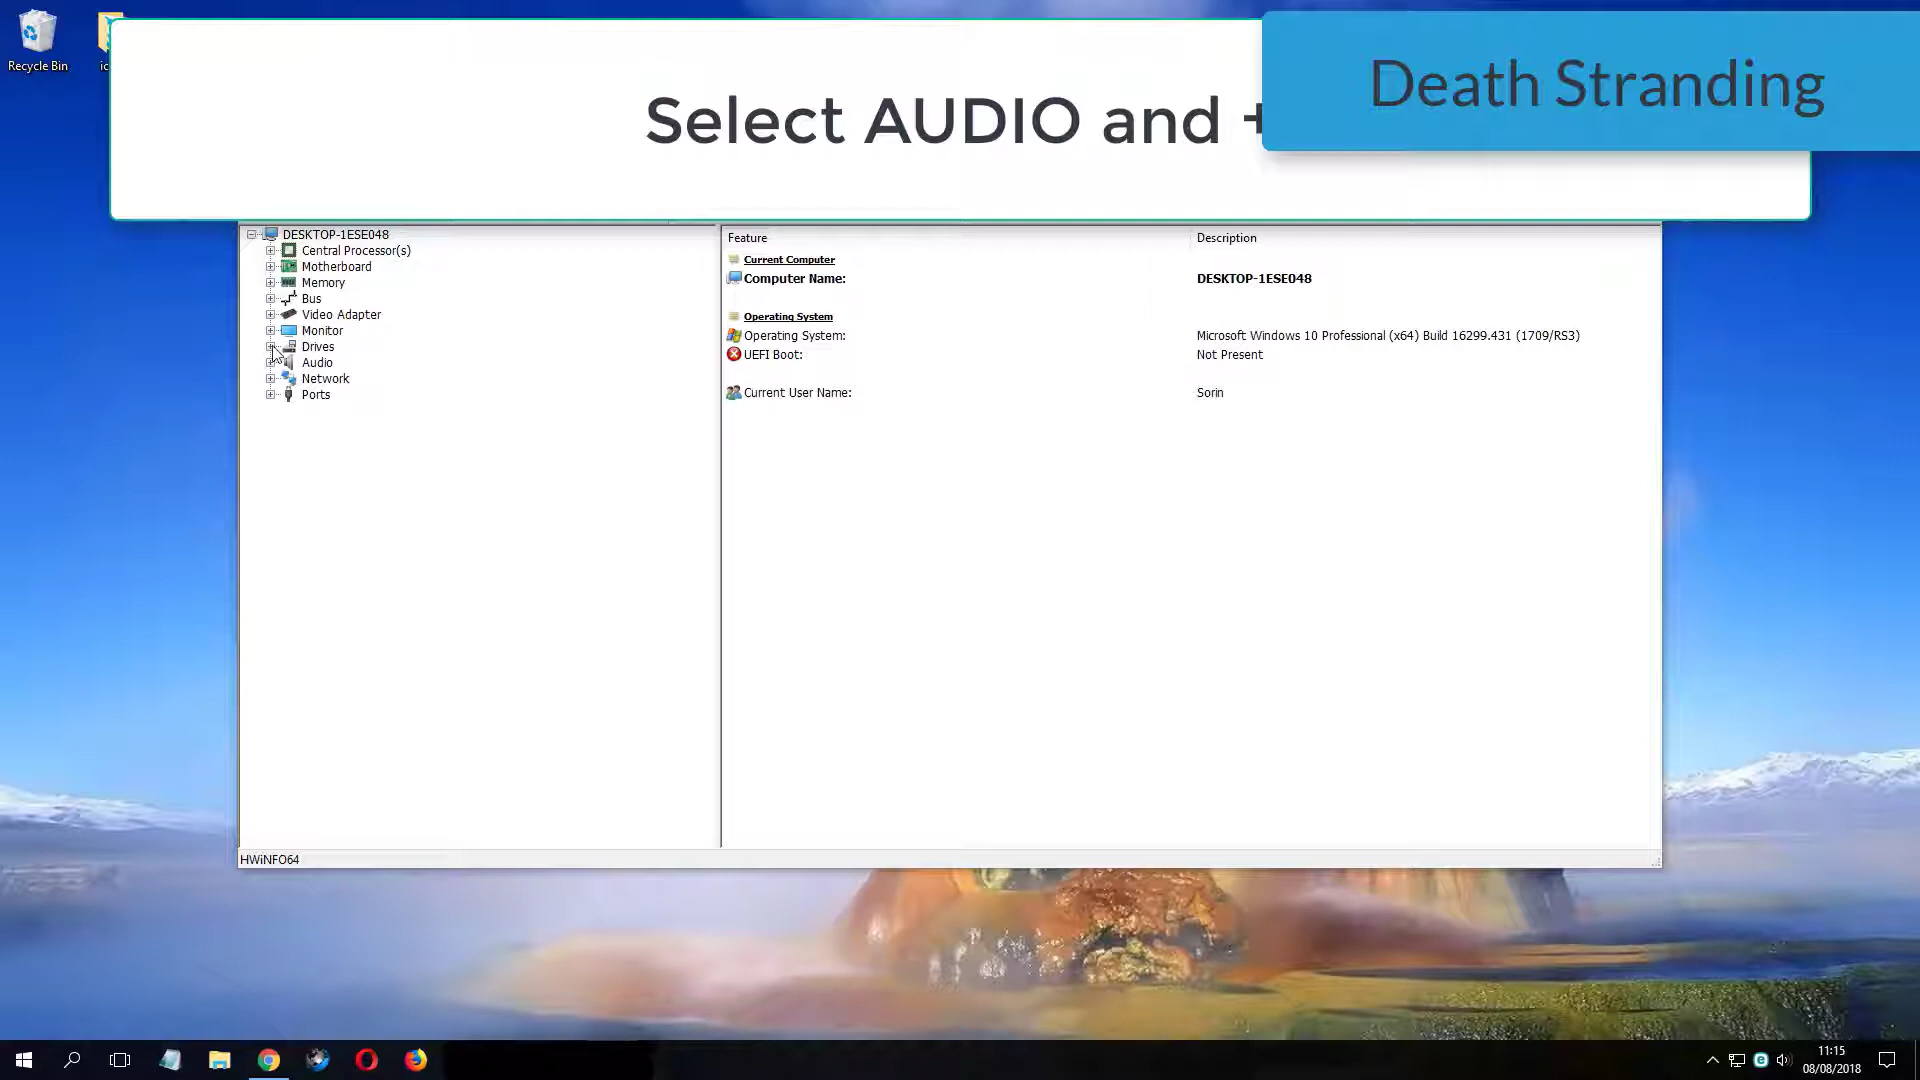 Recycle Bin
Select AUDIO and
Death Stranding
DESKTOP-1ESE048
Central Processor(s)
Motherboard
Memory
Bus
Video Adapter
Monitor
Drives
Audio
Network
Ports
Feature
Description
Current Computer
Computer Name:
DESKTOP-1ESE048
Operating System
Operating System:
Microsoft Windows 10 Professional (x64) Build 16299.431 (1709/RS3)
UEFI Boot:
Not Present
Current User Name:
Sorin
HWiNFO64
11:15
08/08/2018